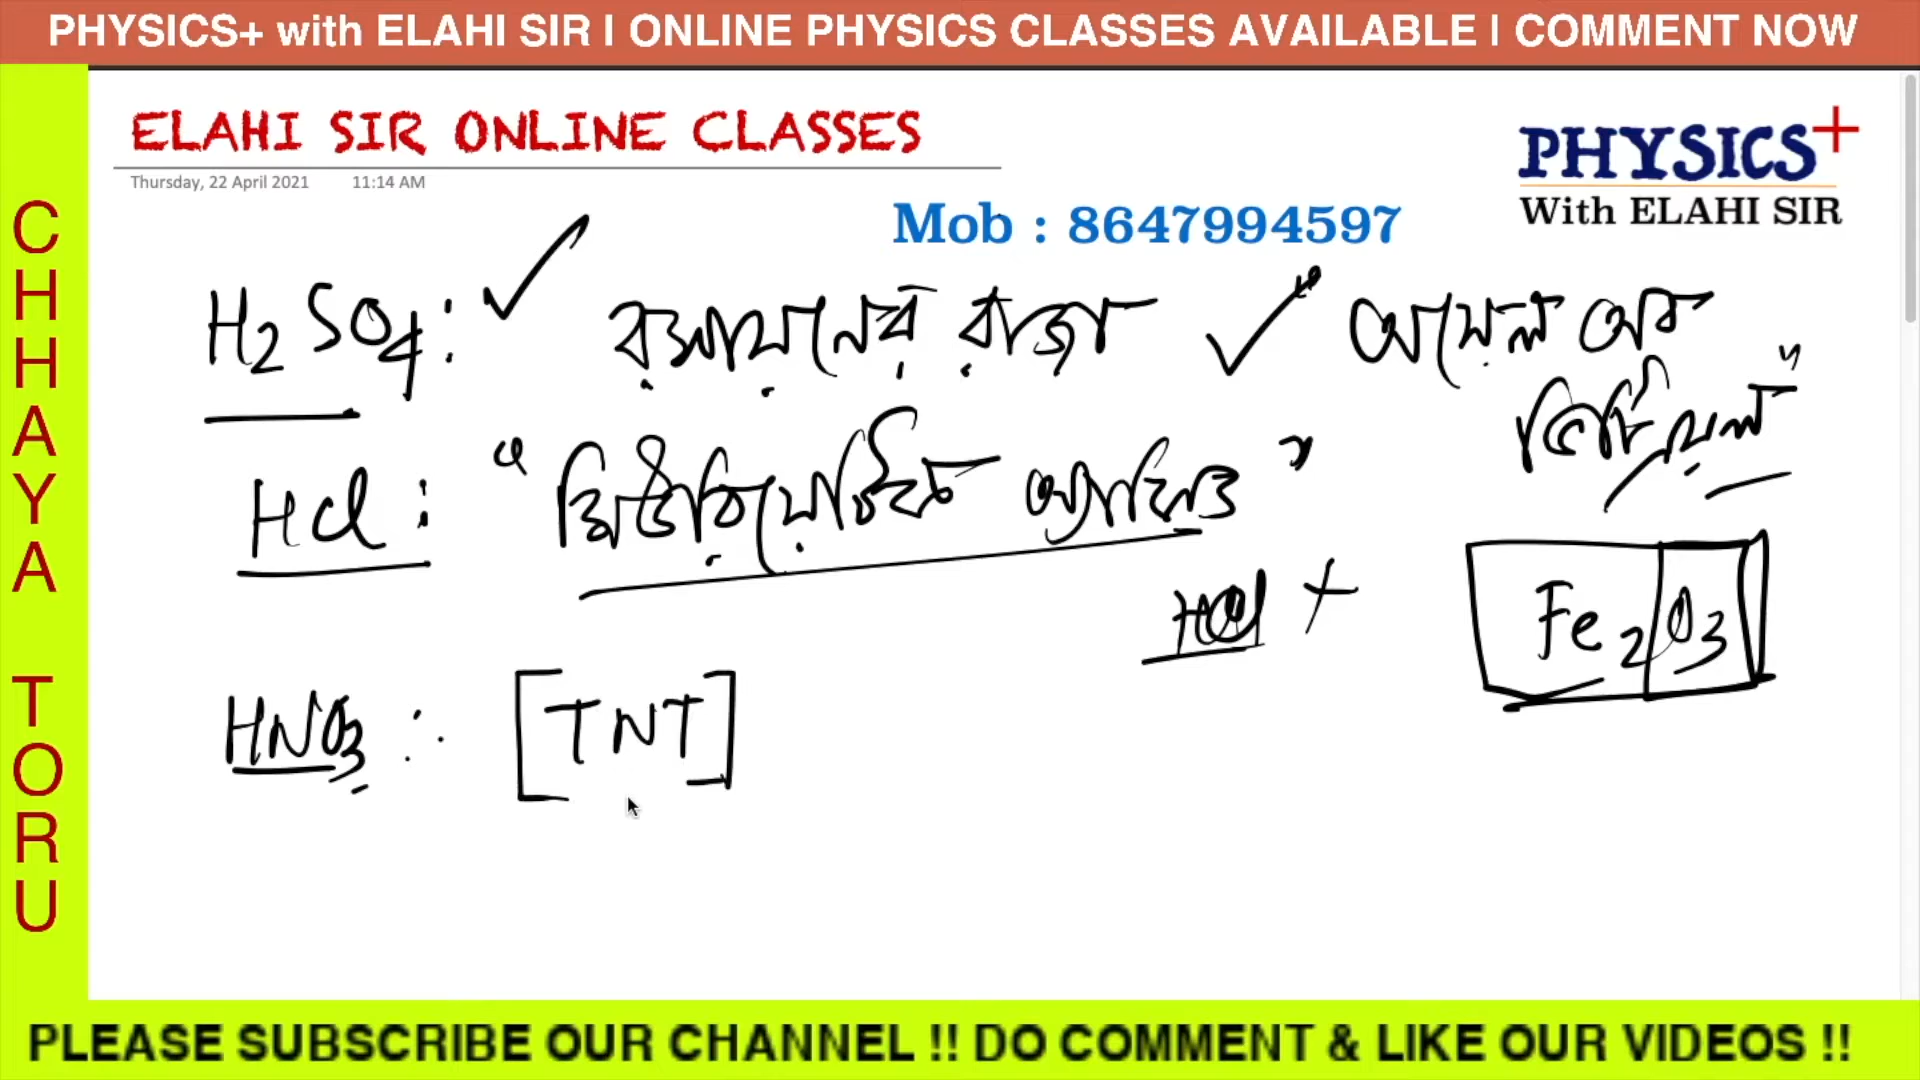 PHYSICS+ with ELAHI SIR I ONLINE PHYSICS CLASSES AVAILABLE I COMMENT NOW
ELAHI SIR ONLINE CLASSES
Thursday, 22 April 2021 11:14 AM
PHYSICS+
With ELAHI SIR
Mob : 8647994597
H2SO4: রসায়নের রাজা "অয়েল অব
ভিট্রিয়ল"
HCl : "মিউরিয়েটিক অ্যাসিড"
HCl + Fe2O3
HNO3 : [TNT]
CHHAYA TORU
PLEASE SUBSCRIBE OUR CHANNEL !! DO COMMENT & LIKE OUR VIDEOS !!